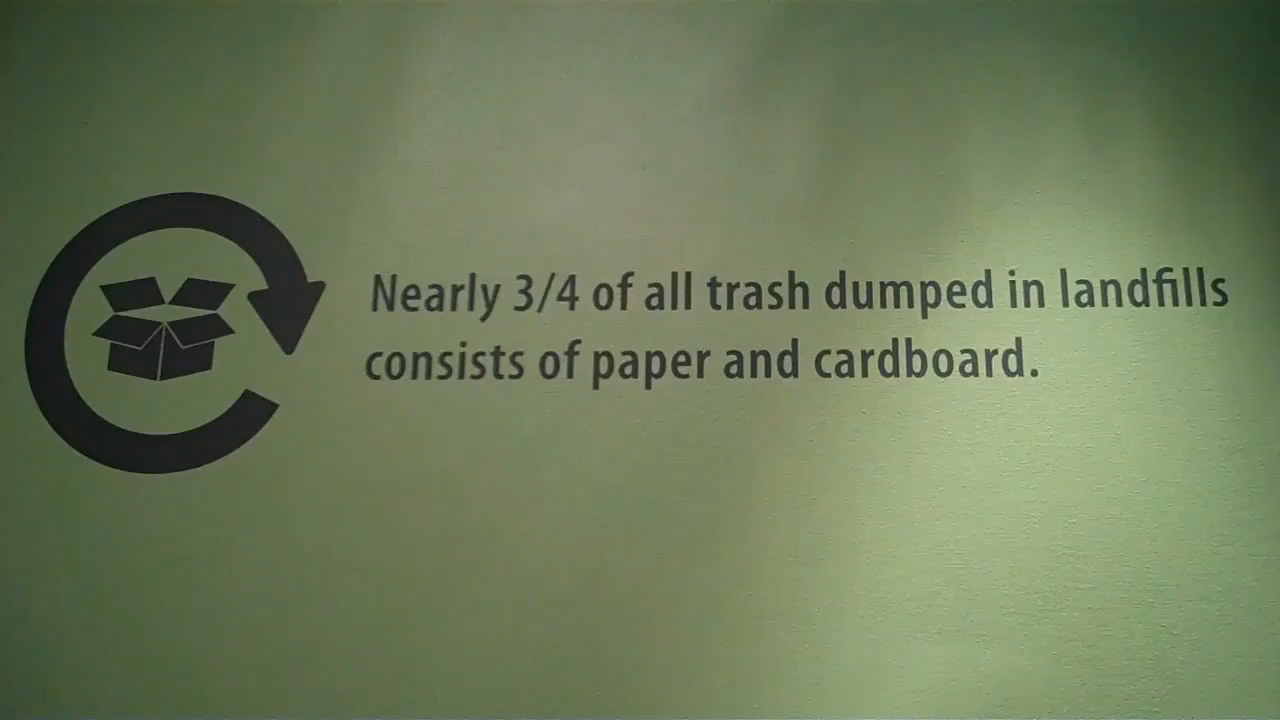 Nearly 3/4 of all trash dumped in landfills
consists of paper and cardboard.